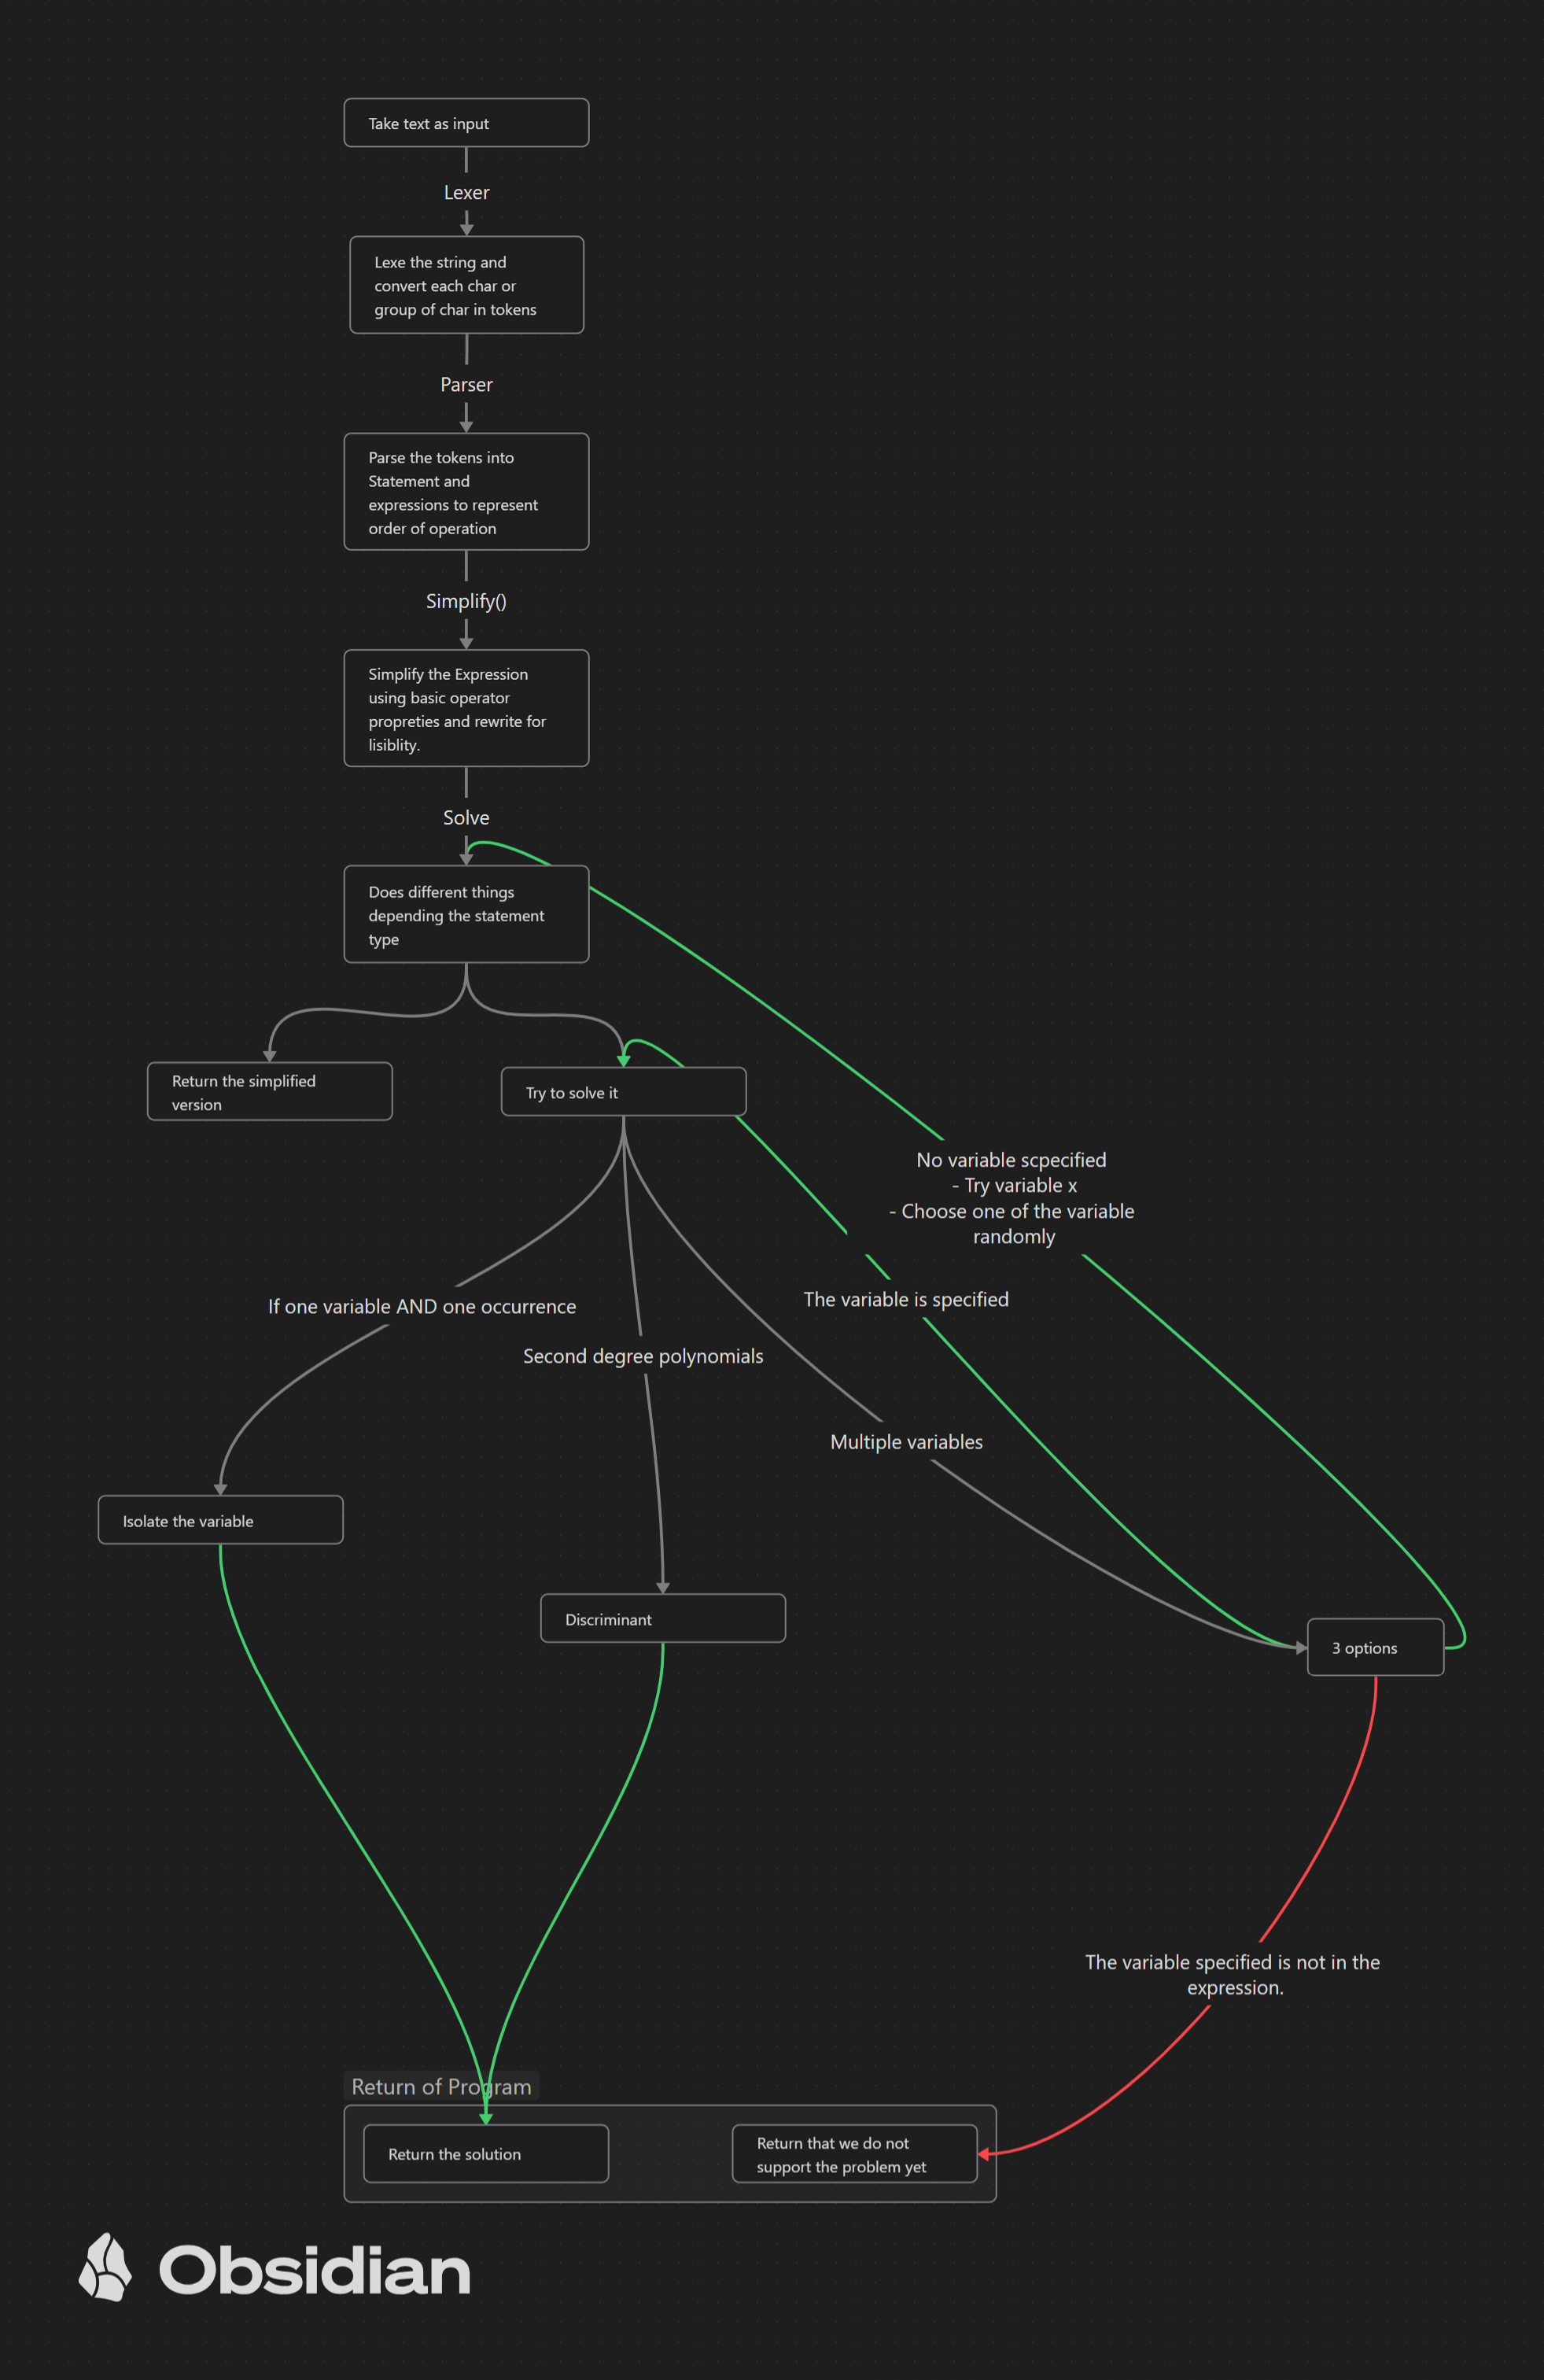 Take text as input
Lexer
Lexe the string and
convert each char or
group of char in tokens
Parser
Parse the tokens into
Statement and
expressions to represent
order of operation
Simplify()
Simplify the Expression
using basic operator
propreties and rewrite for
lisiblity.
Solve
Does different things
depending the statement
type
Return the simplified
version
Try to solve it
No variable scpecified
- Try variable x
- Choose one of the variable
randomly
The variable is specified
If one variable AND one occurrence
Second degree polynomials
Multiple variables
Isolate the variable
Discriminant
3 options
The variable specified is not in the
expression.
Return of Program
Return the solution
Return that we do not
support the problem yet
Obsidian